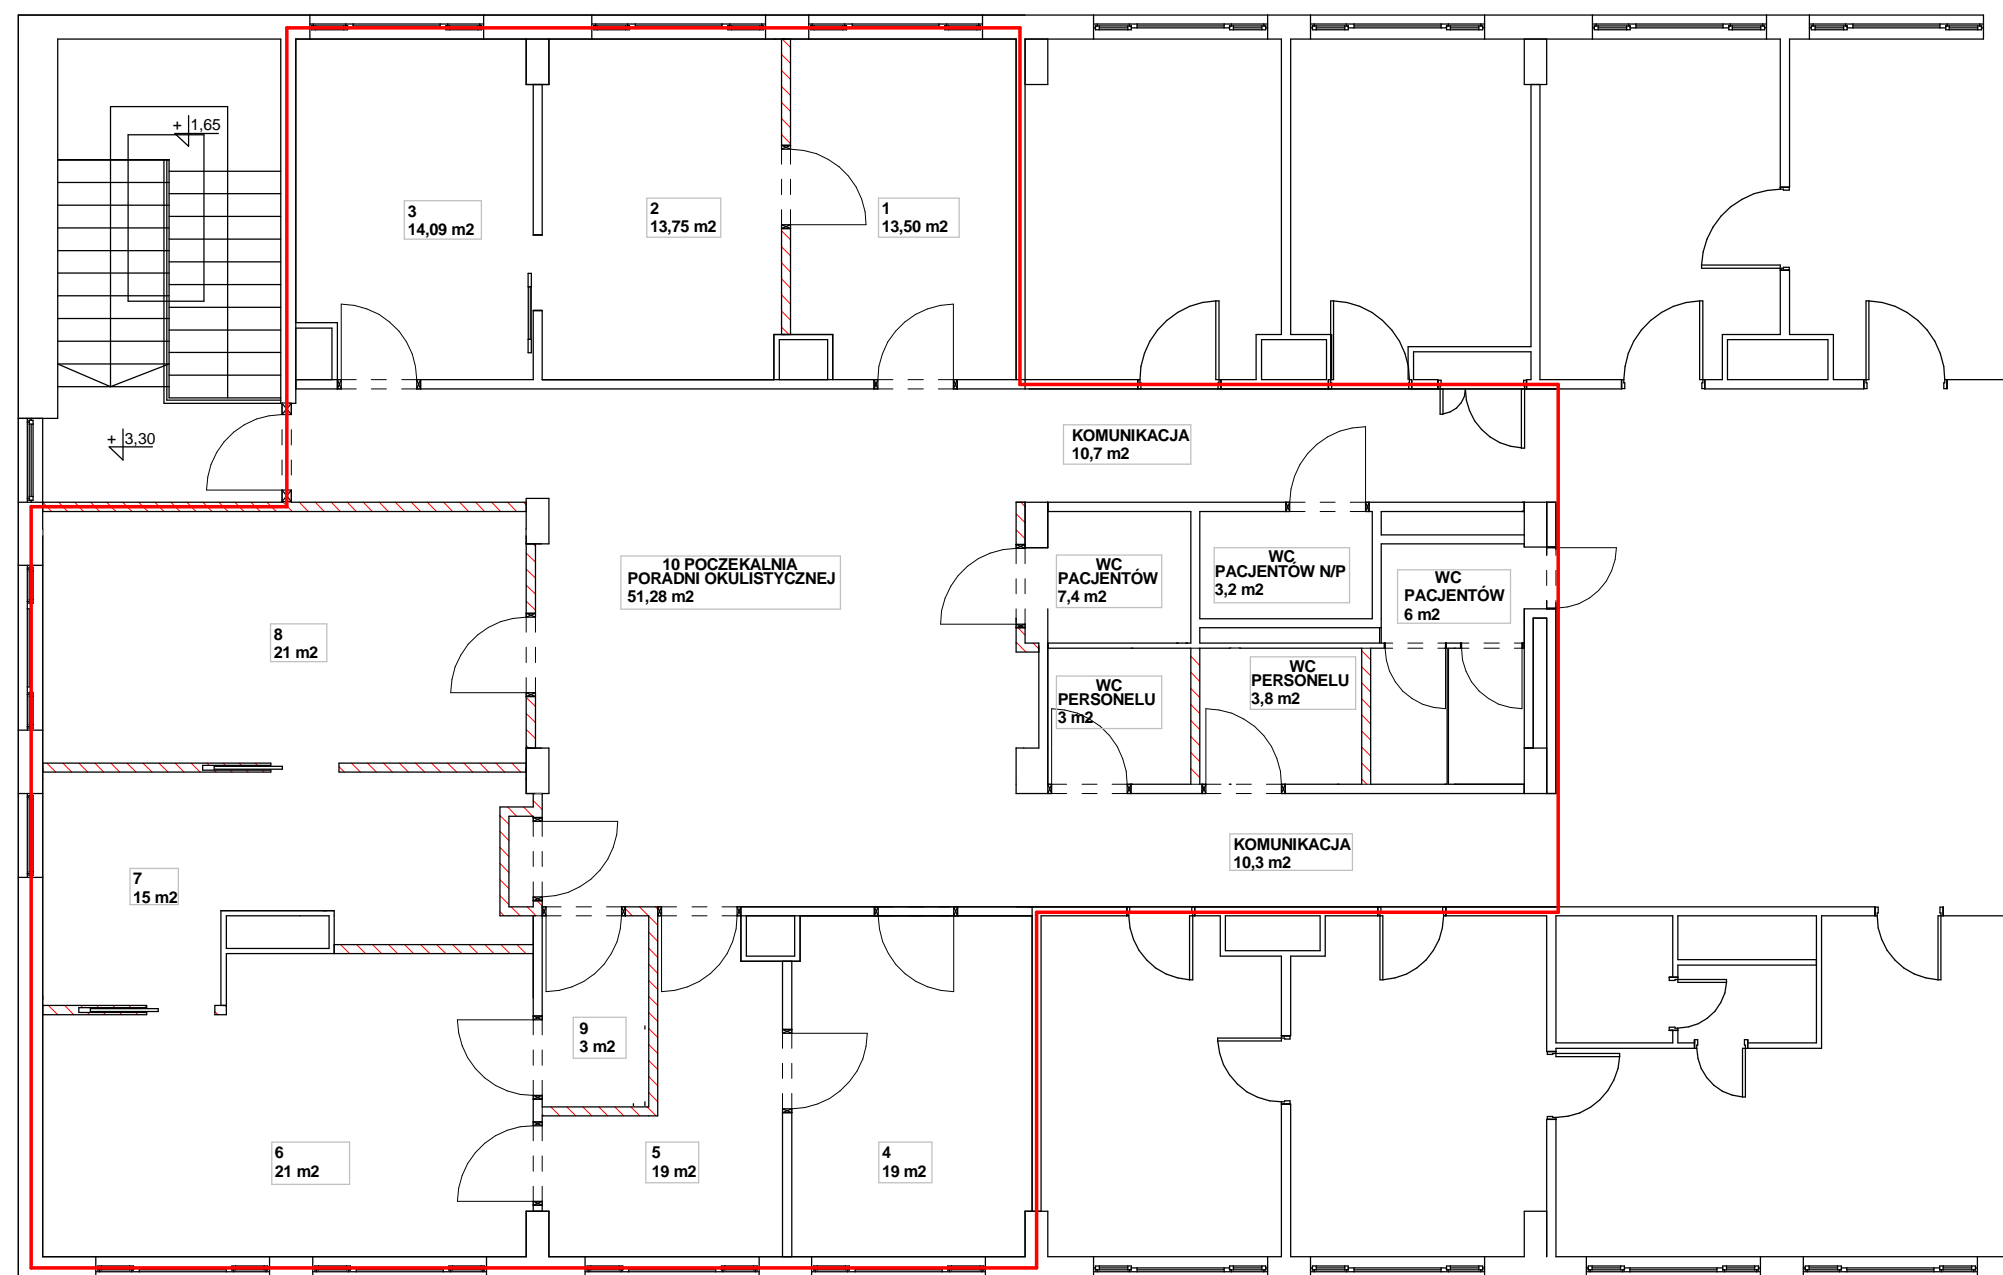 + 1,65
3
14,09 m2
2
13,75 m2
1
13,50 m2
+ 3,30
KOMUNIKACJA
10,7 m2
10 POCZEKALNIA
PORADNI OKULISTYCZNEJ
51,28 m2
WC
PACJENTÓW
7,4 m2
WC
PACJENTÓW N/P
3,2 m2
WC
PACJENTÓW
6 m2
8
21 m2
WC
PERSONELU
3 m2
WC
PERSONELU
3,8 m2
KOMUNIKACJA
10,3 m2
7
15 m2
9
3 m2
6
21 m2
5
19 m2
4
19 m2